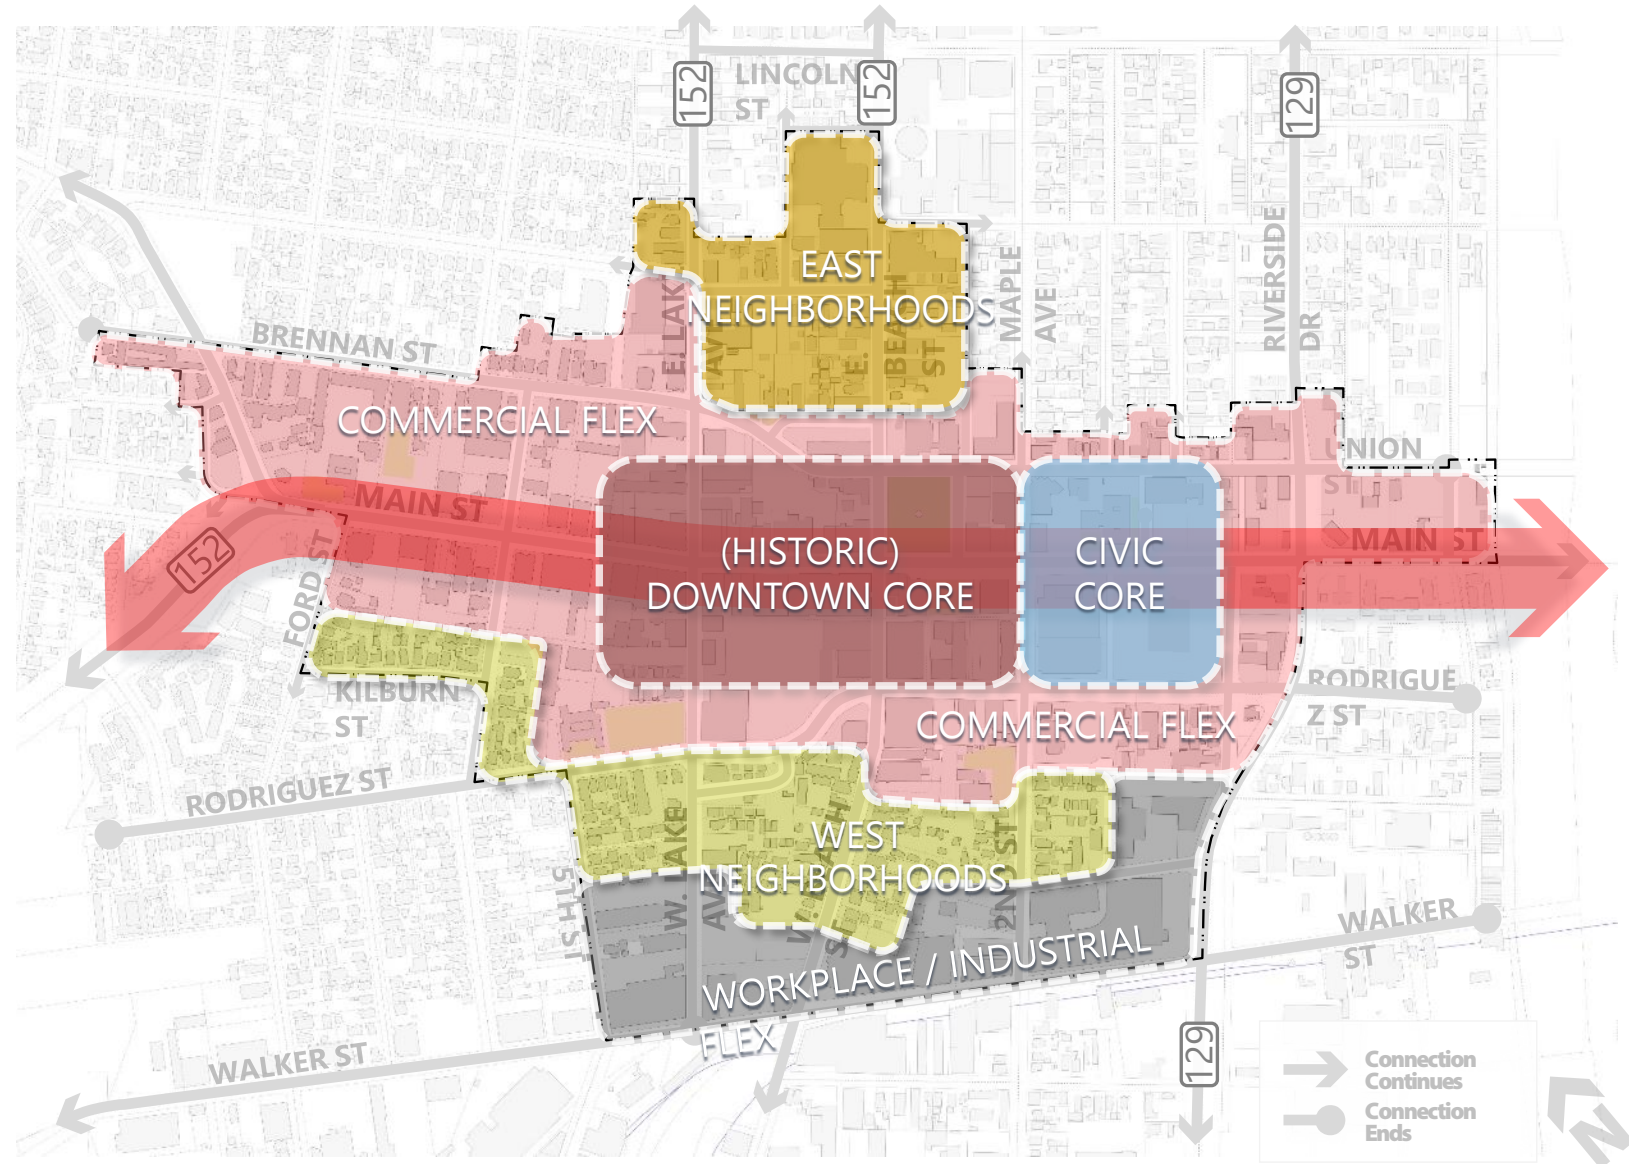 152
152
LINCOLN
ST
129
EAST
NEIGHBORHOODS
E. LAKE
AVE
E.
BEACH
ST
MAPLE
AVE
RIVERSIDE
DR
BRENNAN ST
COMMERCIAL FLEX
UNION
ST
MAIN ST
MAIN ST
152
FORD ST
(HISTORIC)
DOWNTOWN CORE
CIVIC
CORE
KILBURN
ST
RODRIGUE
Z ST
COMMERCIAL FLEX
RODRIGUEZ ST
WEST
NEIGHBORHOODS
W. LAKE
AVE
W. BEACH
ST
2ND ST
5TH ST
WORKPLACE / INDUSTRIAL
FLEX
WALKER
ST
WALKER ST
129
Connection
Continues
Connection
Ends
N